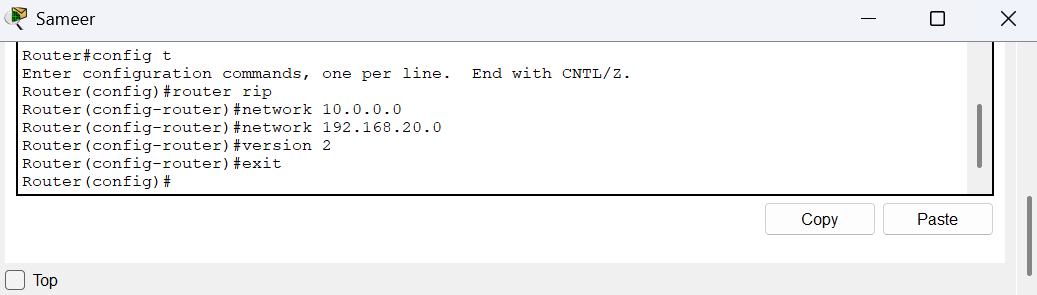 Sameer
Router#config t
Enter configuration commands, one per line.  End with CNTL/Z.
Router(config)#router rip
Router(config-router)#network 10.0.0.0
Router(config-router)#network 192.168.20.0
Router(config-router)#version 2
Router(config-router)#exit
Router(config)#
Copy
Paste
Top